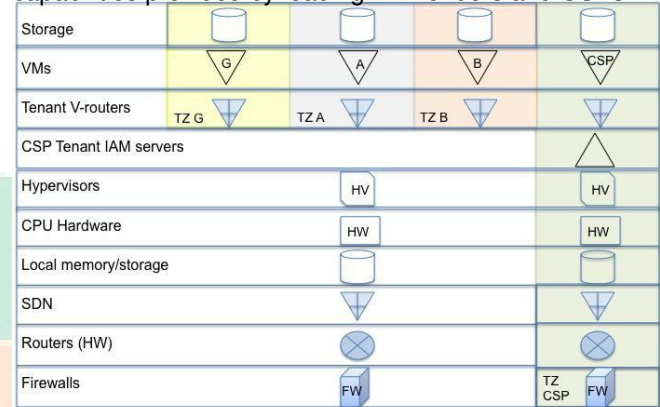 Storage
VMs G A B CSP
Tenant V-routers TZ G TZ A TZ B
CSP Tenant IAM servers
Hypervisors HV HV
CPU Hardware HW HW
Local memory/storage
SDN
Routers (HW)
Firewalls FW TZ CSP FW